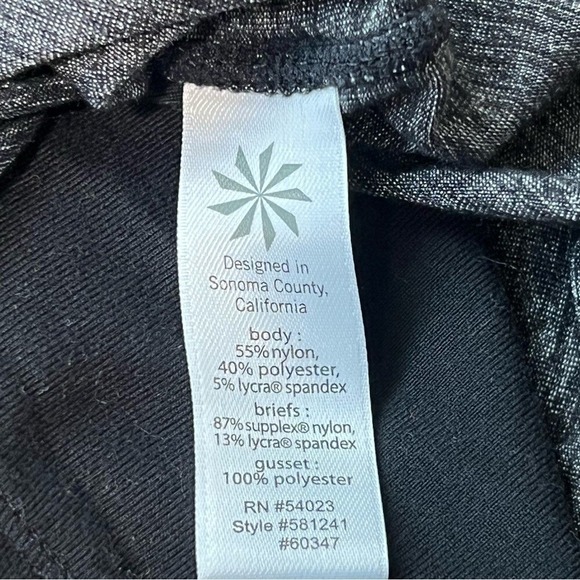 Designed in
Sonoma County,
California
body :
55%nylon,
40% polyester,
5% lycra® spandex
briefs :
87% supplex® nylon,
13% lycra® spandex
gusset :
100% polyester
RN #54023
Style #581241
#60347